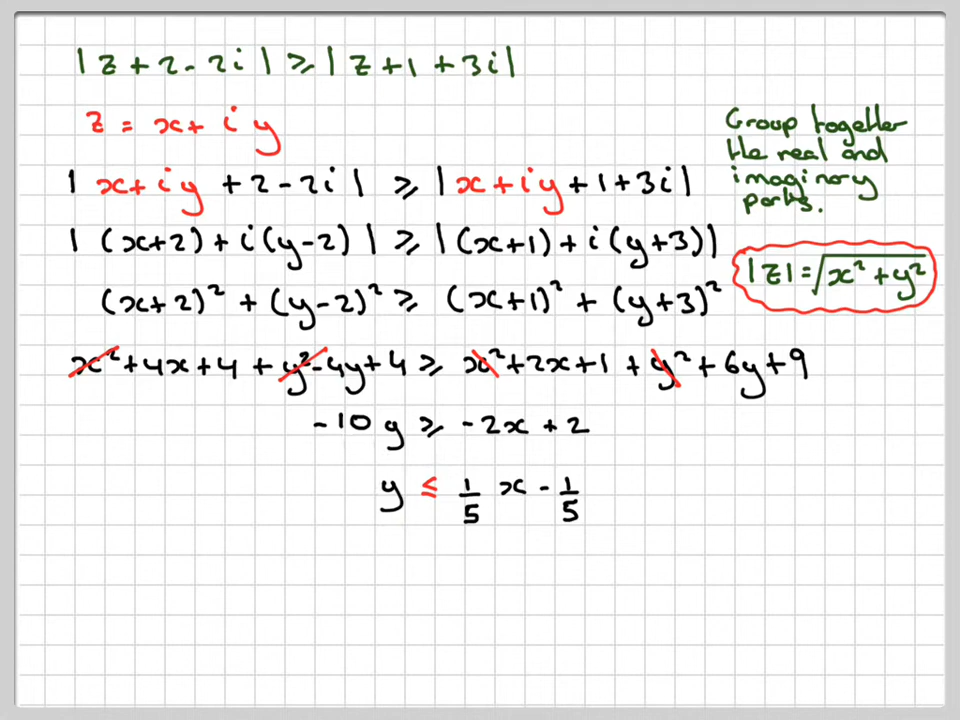 |z+2-2i|≥|z+1+3i|
z = x+iy
|x+iy+2-2i| ≥ |x+iy+1+3i|
|(x+2)+i(y-2)| ≥ |(x+1)+i(y+3)|
(x+2)²+(y-2)² ≥ (x+1)²+(y+3)²
x²+4x+4+y²-4y+4 ≥ x²+2x+1+y²+6y+9
-10y ≥ -2x+2
y ≤ 1/5 x - 1/5
Group together
the real and
imaginary
parts.
|z|=√x²+y²